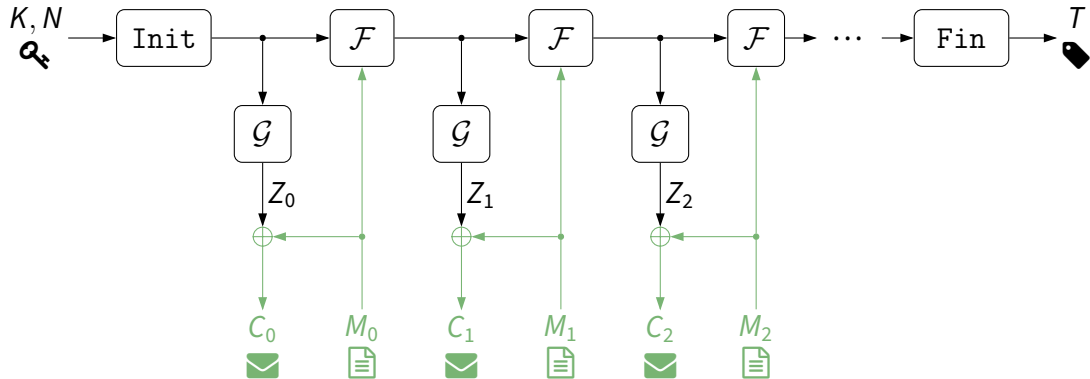 K, N Init ℱ ℱ ℱ ⋯ Fin T
𝒢 𝒢 𝒢
Z₀ Z₁ Z₂
C₀ M₀ C₁ M₁ C₂ M₂